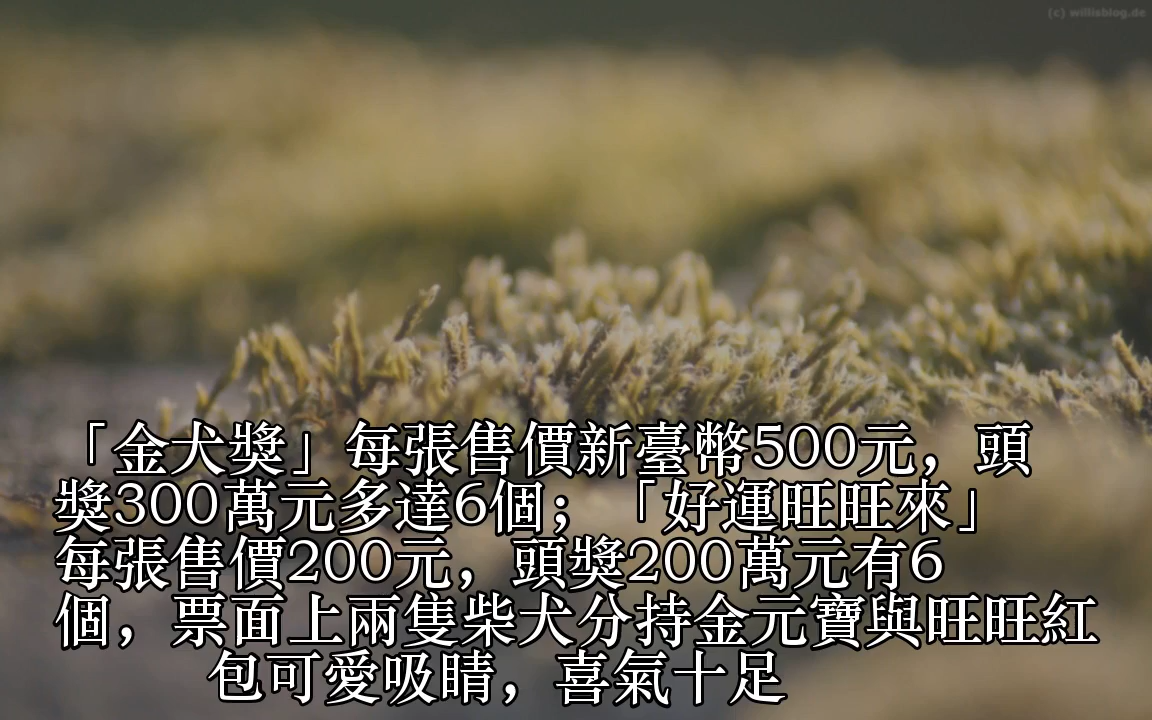 (c) willisblog.de
「金犬獎」每張售價新臺幣500元，頭
獎300萬元多達6個；「好運旺旺來」
每張售價200元，頭獎200萬元有6
個，票面上兩隻柴犬分持金元寶與旺旺紅
包可愛吸睛，喜氣十足